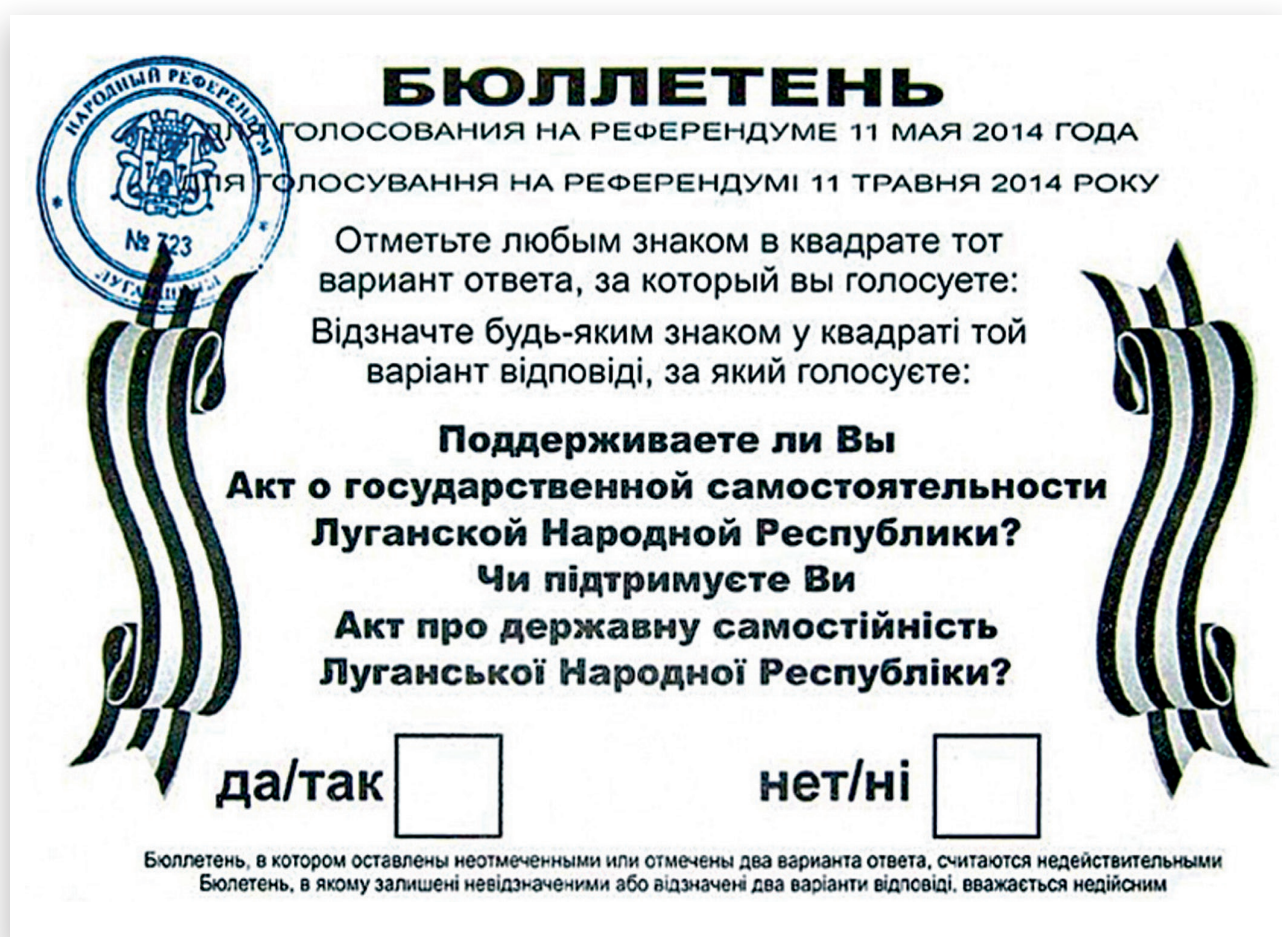 НАРОДНЫЙ РЕФЕРЕНДУМ
№ 723
БЮЛЛЕТЕНЬ
ДЛЯ ГОЛОСОВАНИЯ НА РЕФЕРЕНДУМЕ 11 МАЯ 2014 ГОДА
ДЛЯ ГОЛОСУВАННЯ НА РЕФЕРЕНДУМІ 11 ТРАВНЯ 2014 РОКУ
Отметьте любым знаком в квадрате тот
вариант ответа, за который вы голосуете:
Відзначте будь-яким знаком у квадраті той
варіант відповіді, за який голосуєте:
Поддерживаете ли Вы
Акт о государственной самостоятельности
Луганской Народной Республики?
Чи підтримуєте Ви
Акт про державну самостійність
Луганської Народної Республіки?
да/так нет/ні
Бюллетень, в котором оставлены неотмеченными или отмечены два варианта ответа, считаются недействительными
Бюлетень, в якому залишені невідзначеними або відзначені два варіанти відповіді, вважається недійсним